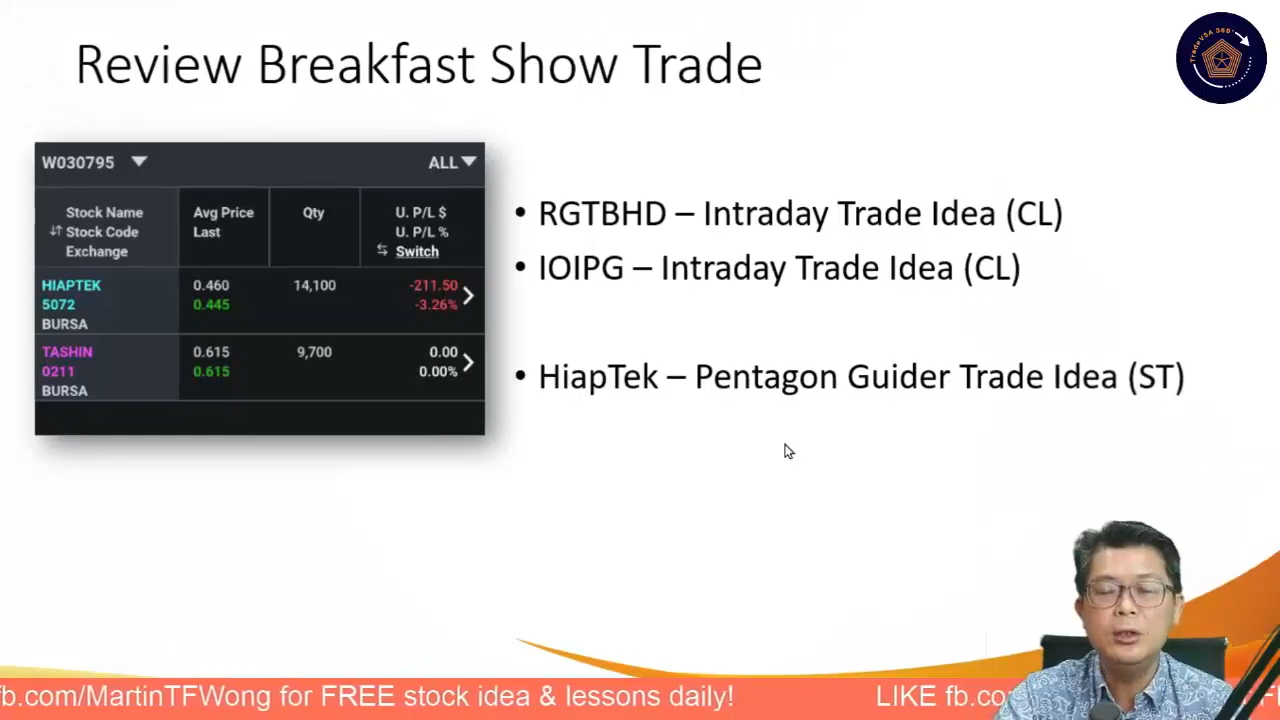 Review Breakfast Show Trade
TradeVSA 360°
W030795 ALL
Stock Name
Stock Code
Exchange
Avg Price
Last
Qty
U. P/L $
U. P/L %
Switch
HIAPTEK 0.460 14,100 -211.50
5072 0.445 -3.26%
BURSA
TASHIN 0.615 9,700 0.00
0211 0.615 0.00%
BURSA
• RGTBHD – Intraday Trade Idea (CL)
• IOIPG – Intraday Trade Idea (CL)
• HiapTek – Pentagon Guider Trade Idea (ST)
fb.com/MartinTFWong for FREE stock idea & lessons daily! LIKE fb.co